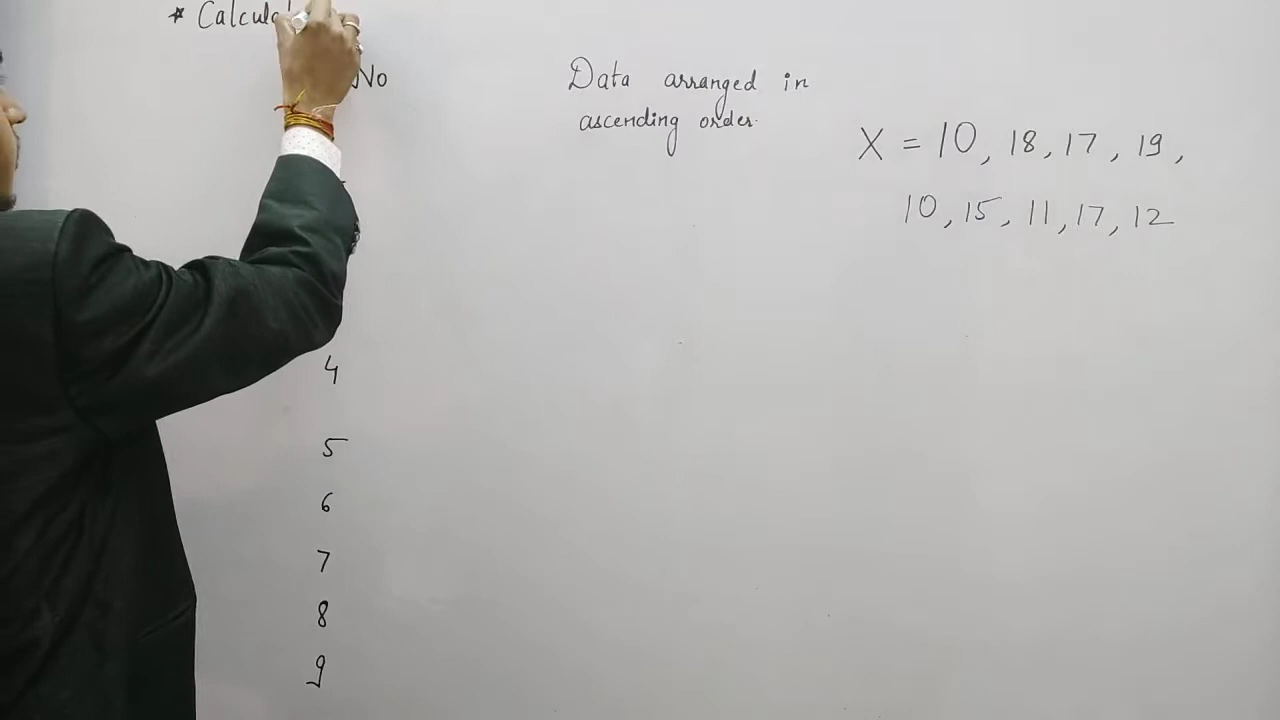 * Calcula
No
Data arranged in
ascending order.
X = 10, 18, 17, 19,
10, 15, 11, 17, 12
4
5
6
7
8
9